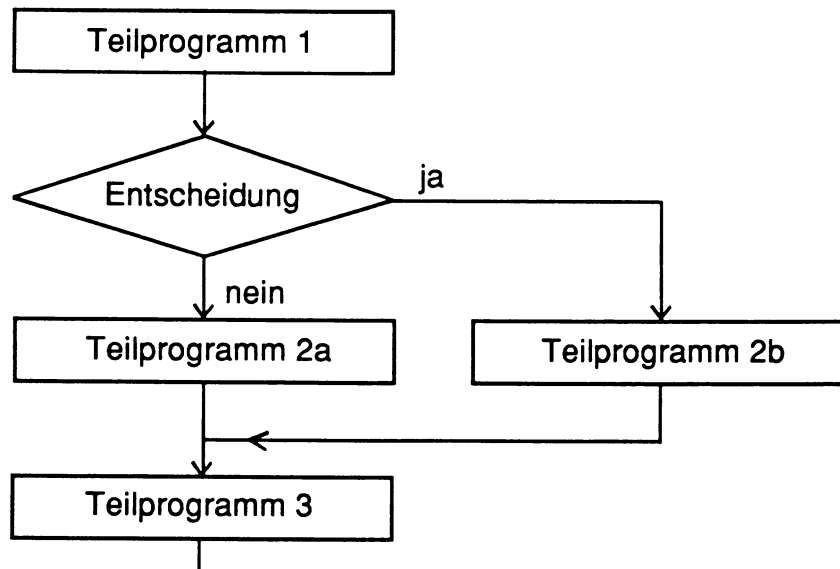 Teilprogramm 1
Entscheidung
ja
nein
Teilprogramm 2a
Teilprogramm 2b
Teilprogramm 3